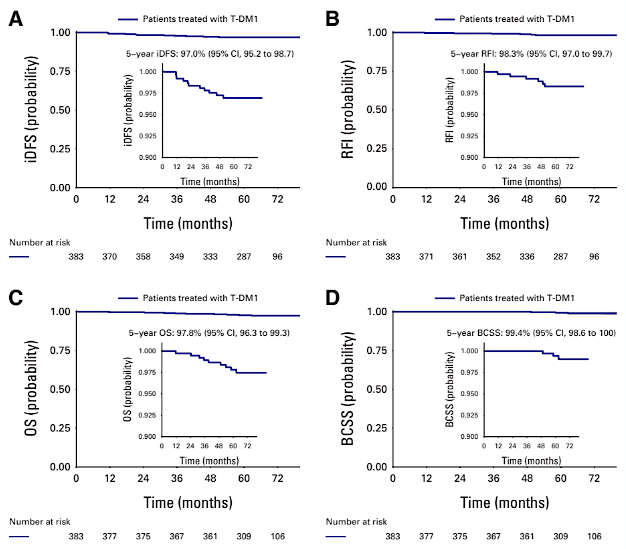 A
Patients treated with T-DM1
5–year iDFS: 97.0% (95% CI, 95.2 to 98.7)
iDFS (probability)
1.00
0.75
0.50
0.25
0.00
iDFS (probability)
1.000
0.975
0.950
0.925
0.900
0 12 24 36 48 60 72
Time (months)
0 12 24 36 48 60 72
Time (months)
Number at risk
383 370 358 349 333 287 96
B
Patients treated with T-DM1
5–year RFI: 98.3% (95% CI, 97.0 to 99.7)
RFI (probability)
1.00
0.75
0.50
0.25
0.00
RFI (probability)
1.000
0.975
0.950
0.925
0.900
0 12 24 36 48 60 72
Time (months)
0 12 24 36 48 60 72
Time (months)
Number at risk
383 371 361 352 336 287 96
C
Patients treated with T-DM1
5–year OS: 97.8% (95% CI, 96.3 to 99.3)
OS (probability)
1.00
0.75
0.50
0.25
0.00
OS (probability)
1.000
0.975
0.950
0.925
0.900
0 12 24 36 48 60 72
Time (months)
0 12 24 36 48 60 72
Time (months)
Number at risk
383 377 375 367 361 309 106
D
Patients treated with T-DM1
5–year BCSS: 99.4% (95% CI, 98.6 to 100)
BCSS (probability)
1.00
0.75
0.50
0.25
0.00
BCSS (probability)
1.000
0.975
0.950
0.925
0.900
0 12 24 36 48 60 72
Time (months)
0 12 24 36 48 60 72
Time (months)
Number at risk
383 377 375 367 361 309 106